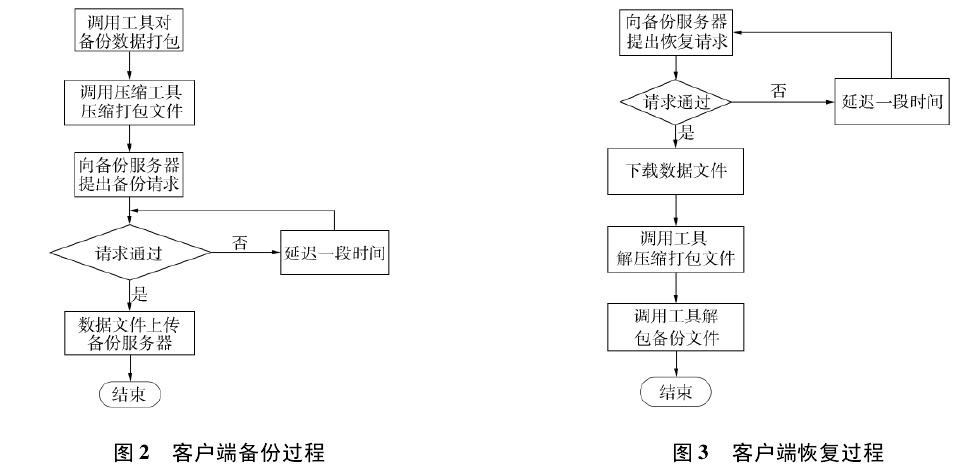 调用工具对
备份数据打包
调用压缩工具
压缩打包文件
向备份服务器
提出备份请求
请求通过
否
延迟一段时间
是
数据文件上传
备份服务器
结束
图2 客户端备份过程
向备份服务器
提出恢复请求
请求通过
否
延迟一段时间
是
下载数据文件
调用工具
解压缩打包文件
调用工具解
包备份文件
结束
图3 客户端恢复过程